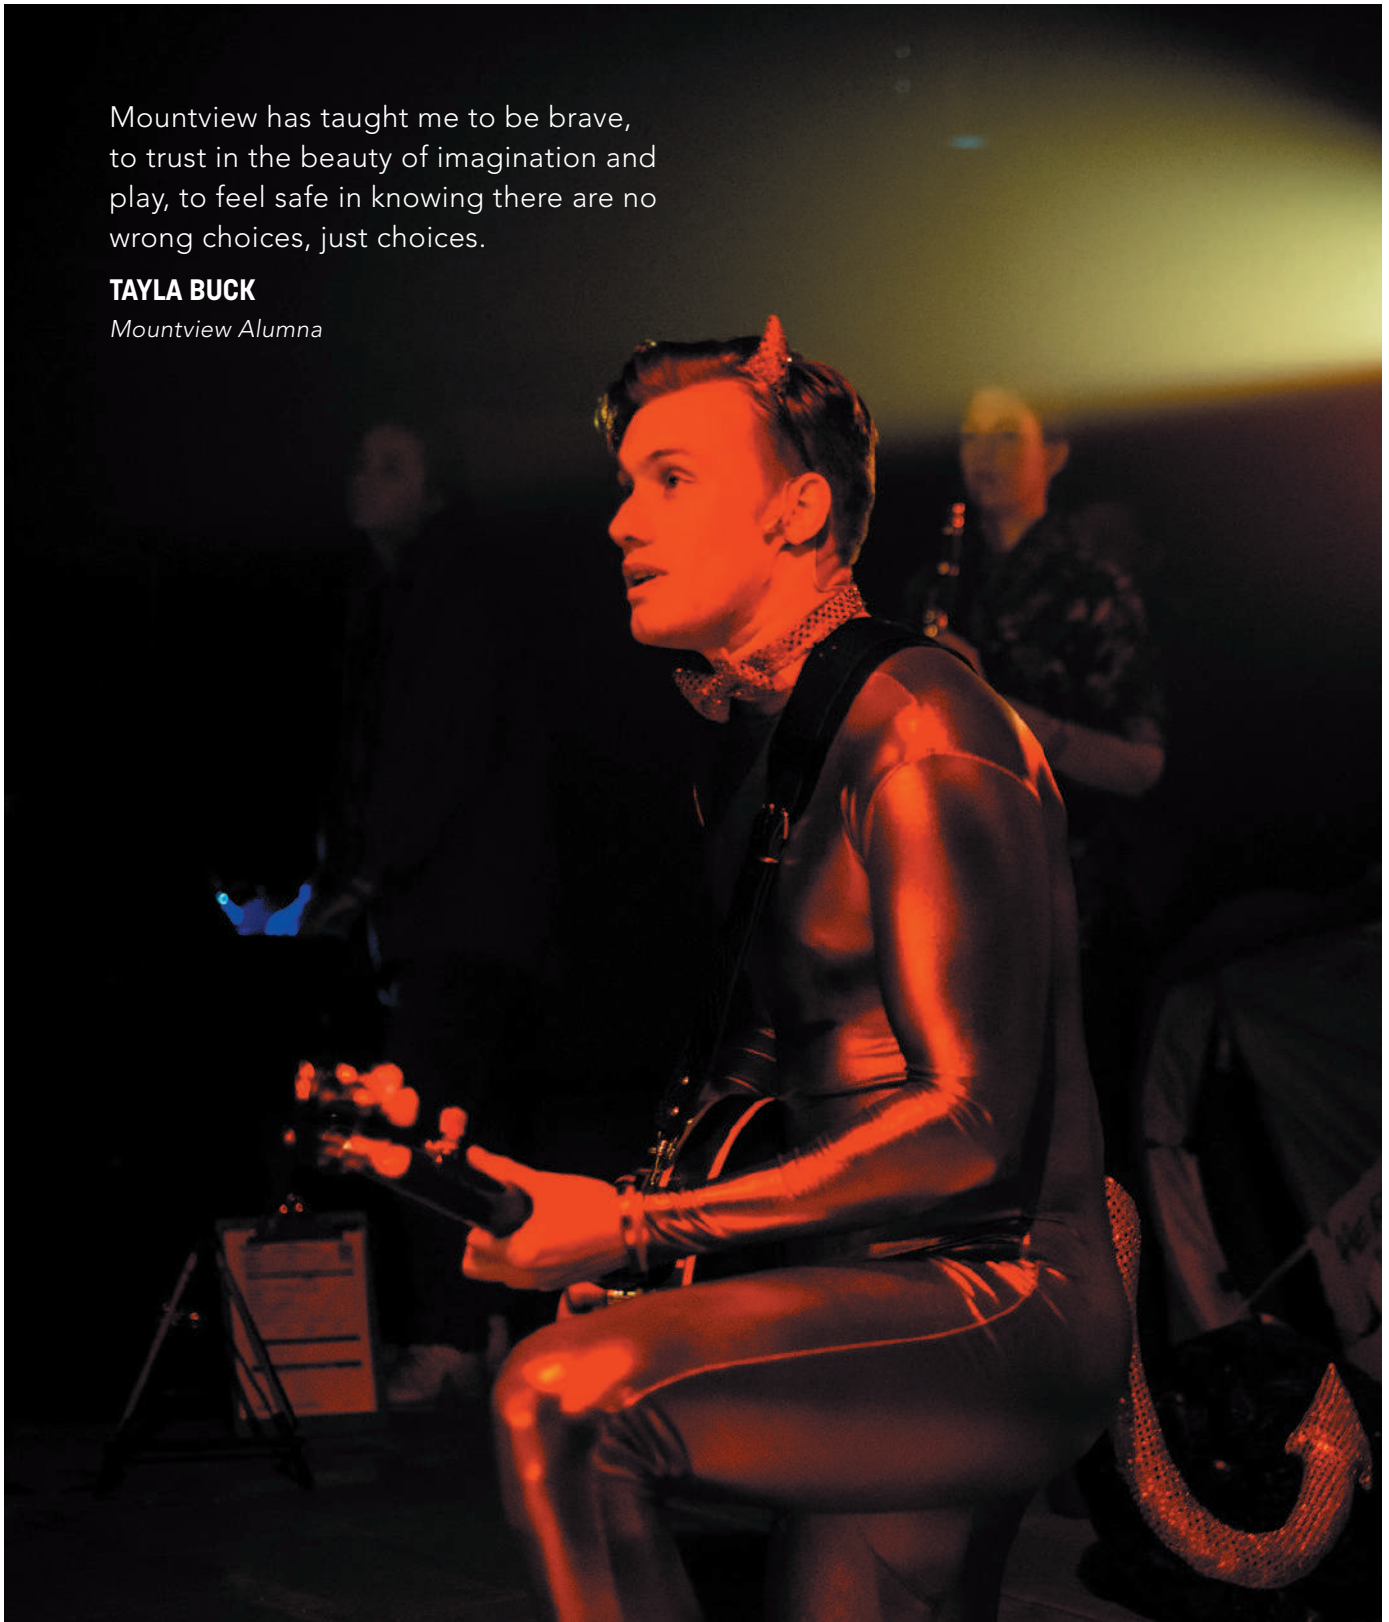 Mountview has taught me to be brave,
to trust in the beauty of imagination and
play, to feel safe in knowing there are no
wrong choices, just choices.
TAYLA BUCK
Mountview Alumna